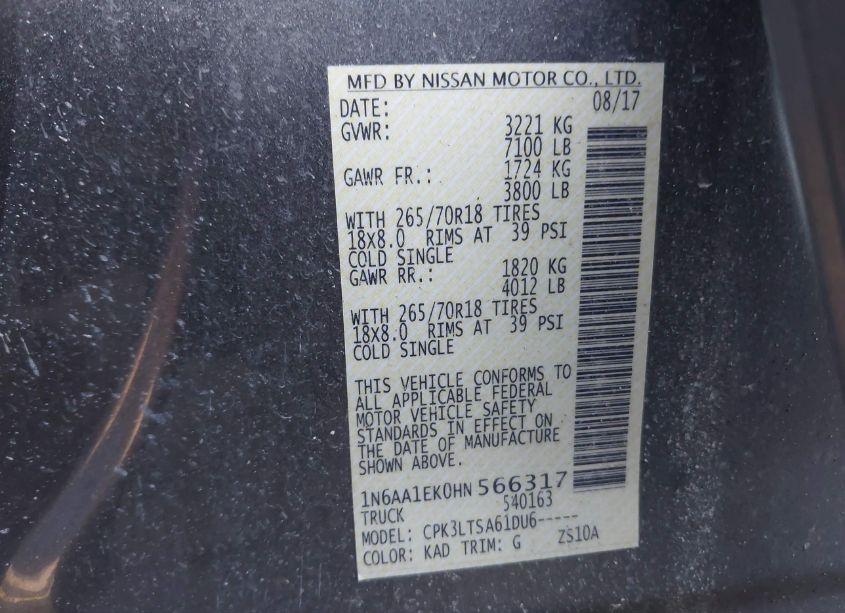 MFD BY NISSAN MOTOR CO., LTD.
DATE: 08/17
GVWR: 3221 KG
7100 LB
GAWR FR.: 1724 KG
3800 LB
WITH 265/70R18 TIRES
18X8.0 RIMS AT 39 PSI
COLD SINGLE
GAWR RR.: 1820 KG
4012 LB
WITH 265/70R18 TIRES
18X8.0 RIMS AT 39 PSI
COLD SINGLE
THIS VEHICLE CONFORMS TO
ALL APPLICABLE FEDERAL
MOTOR VEHICLE SAFETY
STANDARDS IN EFFECT ON
THE DATE OF MANUFACTURE
SHOWN ABOVE.
1N6AA1EK0HN 566317
TRUCK 540163
MODEL: CPK3LTSA61DU6-----
COLOR: KAD TRIM: G ZS10A